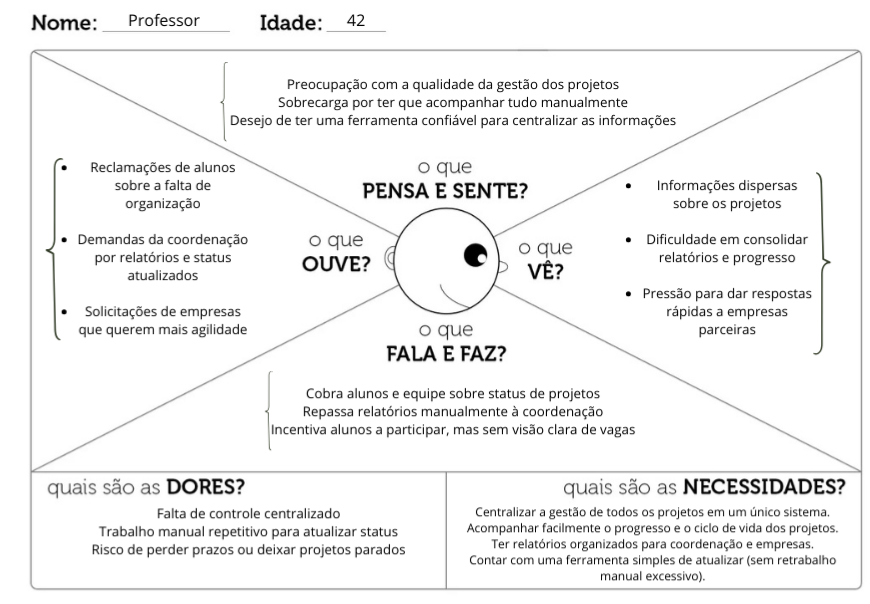 Nome: Professor Idade: 42
Preocupação com a qualidade da gestão dos projetos
Sobrecarga por ter que acompanhar tudo manualmente
Desejo de ter uma ferramenta confiável para centralizar as informações
o que
PENSA E SENTE?
• Reclamações de alunos
sobre a falta de
organização
• Demandas da coordenação
por relatórios e status
atualizados
• Solicitações de empresas
que querem mais agilidade
o que
OUVE?
o que
VÊ?
• Informações dispersas
sobre os projetos
• Dificuldade em consolidar
relatórios e progresso
• Pressão para dar respostas
rápidas a empresas
parceiras
o que
FALA E FAZ?
Cobra alunos e equipe sobre status de projetos
Repassa relatórios manualmente à coordenação
Incentiva alunos a participar, mas sem visão clara de vagas
quais são as DORES?
Falta de controle centralizado
Trabalho manual repetitivo para atualizar status
Risco de perder prazos ou deixar projetos parados
quais são as NECESSIDADES?
Centralizar a gestão de todos os projetos em um único sistema.
Acompanhar facilmente o progresso e o ciclo de vida dos projetos.
Ter relatórios organizados para coordenação e empresas.
Contar com uma ferramenta simples de atualizar (sem retrabalho
manual excessivo).